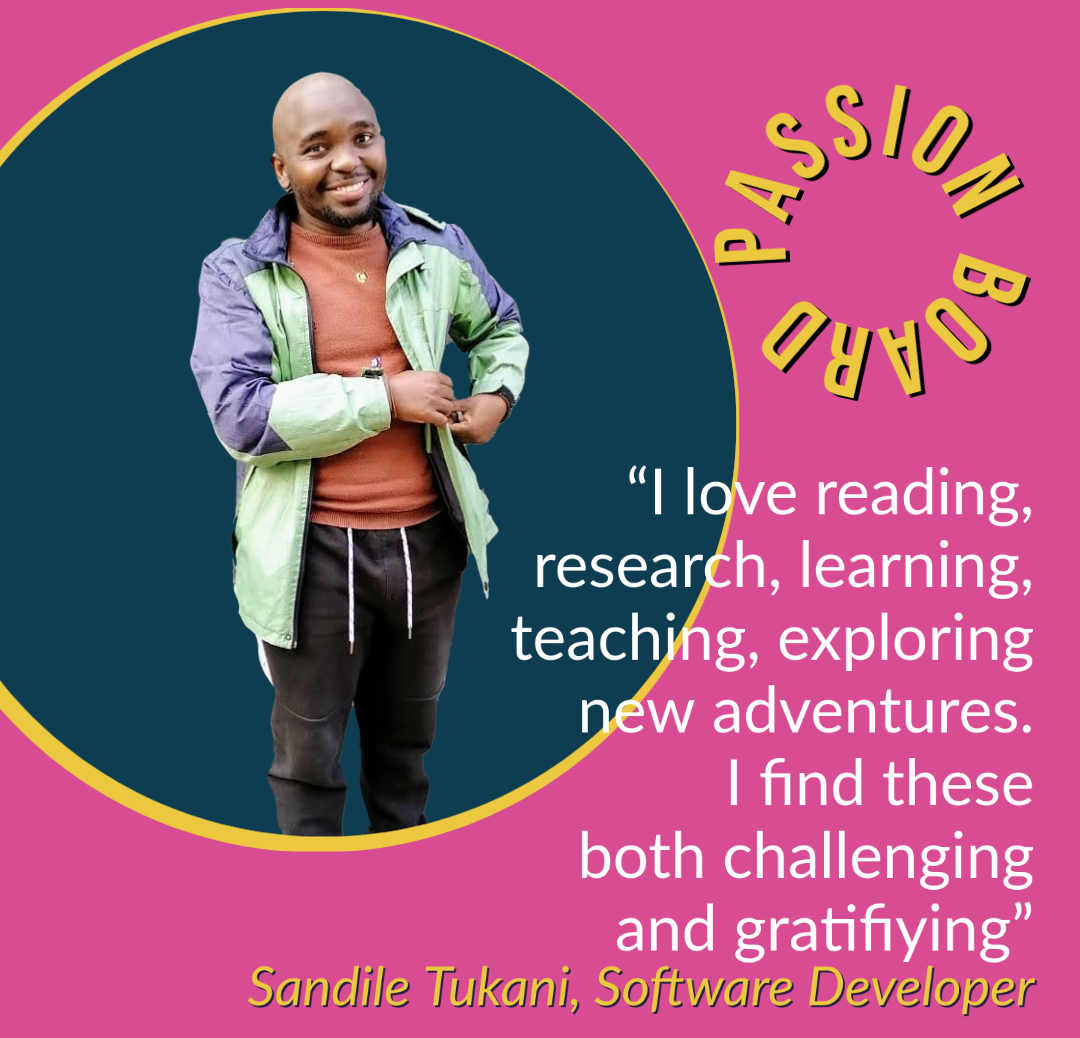 PASSION BOARD
“I love reading,
research, learning,
teaching, exploring
new adventures.
I find these
both challenging
and gratifiying”
Sandile Tukani, Software Developer